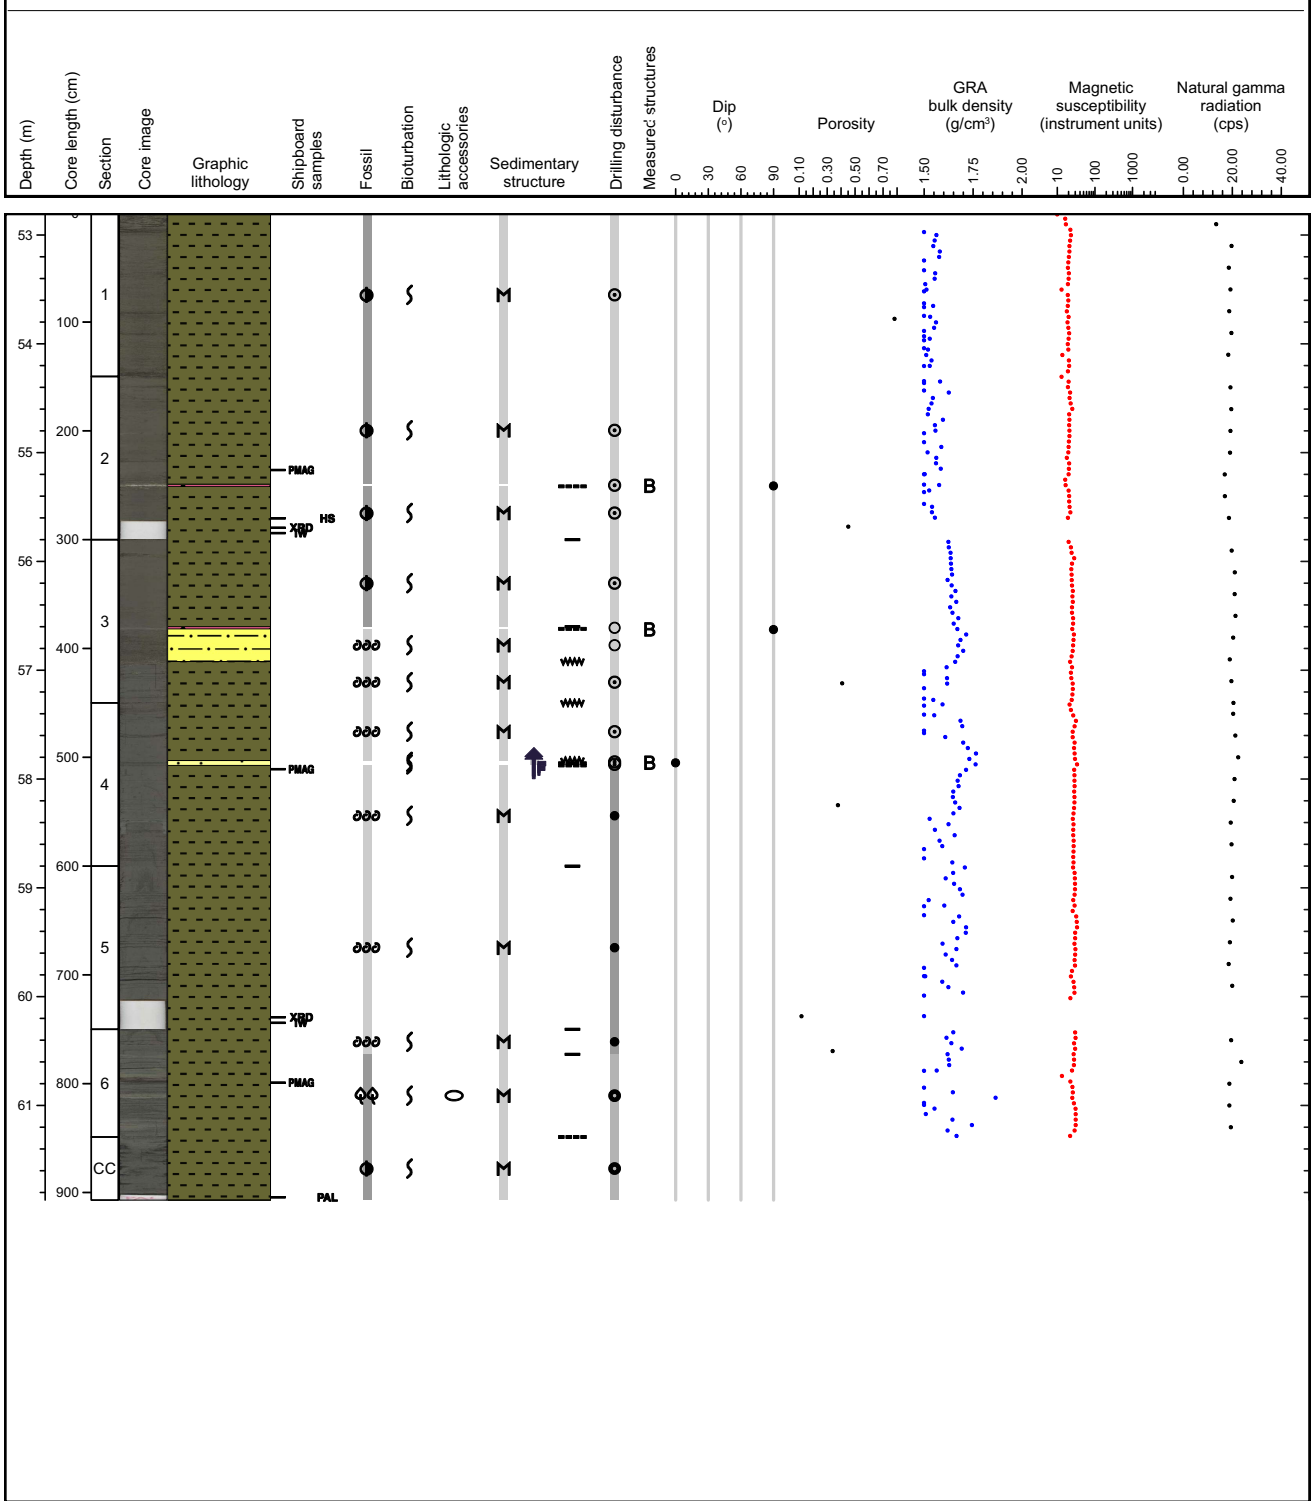 Depth (m)
Core length (cm)
Section
Core image
Graphic
lithology
Shipboard
samples
Fossil
Bioturbation
Lithologic
accessories
Sedimentary
structure
Drilling disturbance
Measured structures
Dip
(°)
Porosity
GRA
bulk density
(g/cm³)
Magnetic
susceptibility
(instrument units)
Natural gamma
radiation
(cps)
0 30 60 90
0.10 0.30 0.50 0.70
1.50 1.75 2.00
10 100 1000
0.00 20.00 40.00
53
1
100
54
200
2
55
PMAG
B
HS
XRD
IW
300
56
3
B
400
57
500
B
PMAG
58
4
600
59
5
700
60
XRD
IW
PMAG
6
800
61
CC
900
PAL